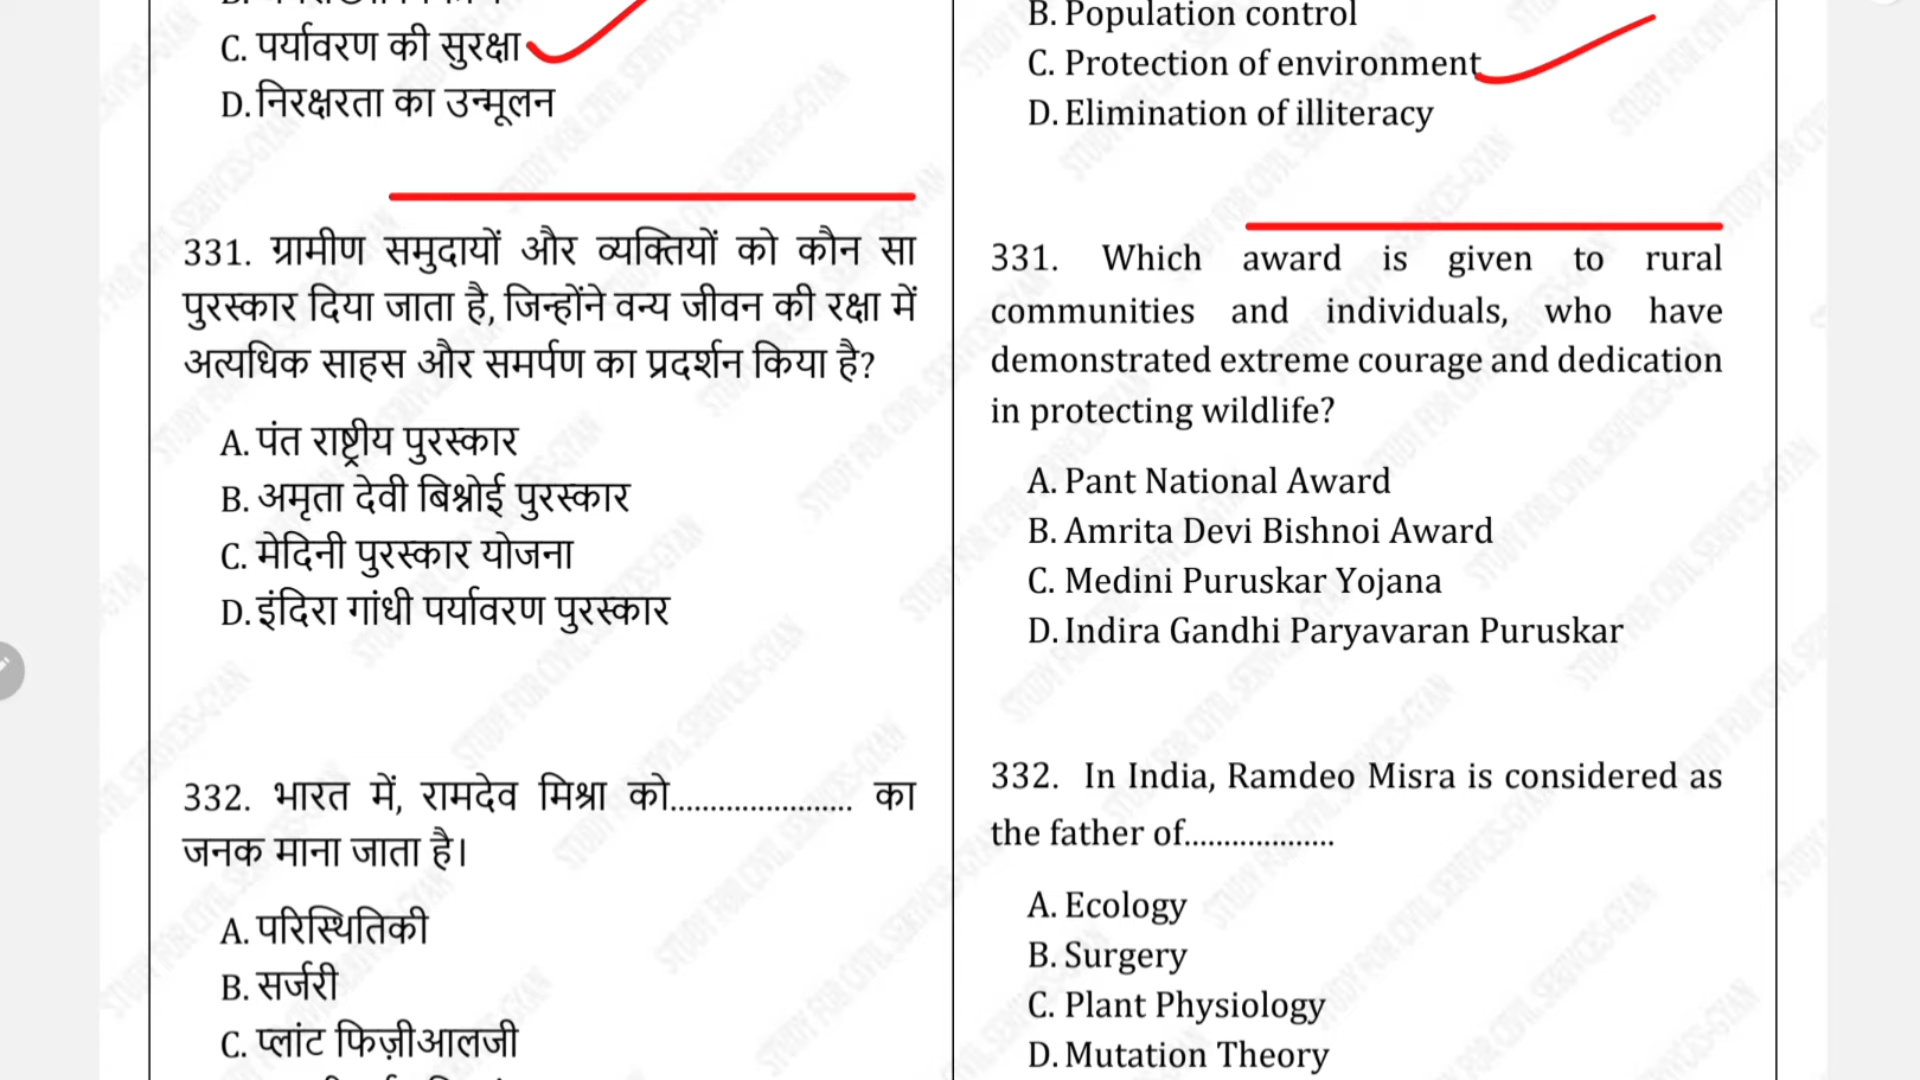 C. पर्यावरण की सुरक्षा
D. निरक्षरता का उन्मूलन
331. ग्रामीण समुदायों और व्यक्तियों को कौन सा
पुरस्कार दिया जाता है, जिन्होंने वन्य जीवन की रक्षा में
अत्यधिक साहस और समर्पण का प्रदर्शन किया है?
A. पंत राष्ट्रीय पुरस्कार
B. अमृता देवी बिश्नोई पुरस्कार
C. मेदिनी पुरस्कार योजना
D. इंदिरा गांधी पर्यावरण पुरस्कार
332. भारत में, रामदेव मिश्रा को....................... का
जनक माना जाता है।
A. परिस्थितिकी
B. सर्जरी
C. प्लांट फिज़ीआलजी
B. Population control
C. Protection of environment
D. Elimination of illiteracy
331. Which award is given to rural
communities and individuals, who have
demonstrated extreme courage and dedication
in protecting wildlife?
A. Pant National Award
B. Amrita Devi Bishnoi Award
C. Medini Puruskar Yojana
D. Indira Gandhi Paryavaran Puruskar
332. In India, Ramdeo Misra is considered as
the father of...................
A. Ecology
B. Surgery
C. Plant Physiology
D. Mutation Theory